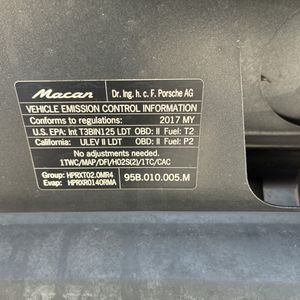 Macan Dr. Ing. h. c. F. Porsche AG
VEHICLE EMISSION CONTROL INFORMATION
Conforms to regulations: 2017 MY
U.S. EPA: Int T3BIN125 LDT OBD: II Fuel: T2
California: ULEV II LDT OBD: II Fuel: P2
No adjustments needed.
1TWC/MAP/DFI/HO2S(2)/1TC/CAC
Group: HPRXT02.0MR4
Evap: HPRXR0140RMA
95B.010.005.M